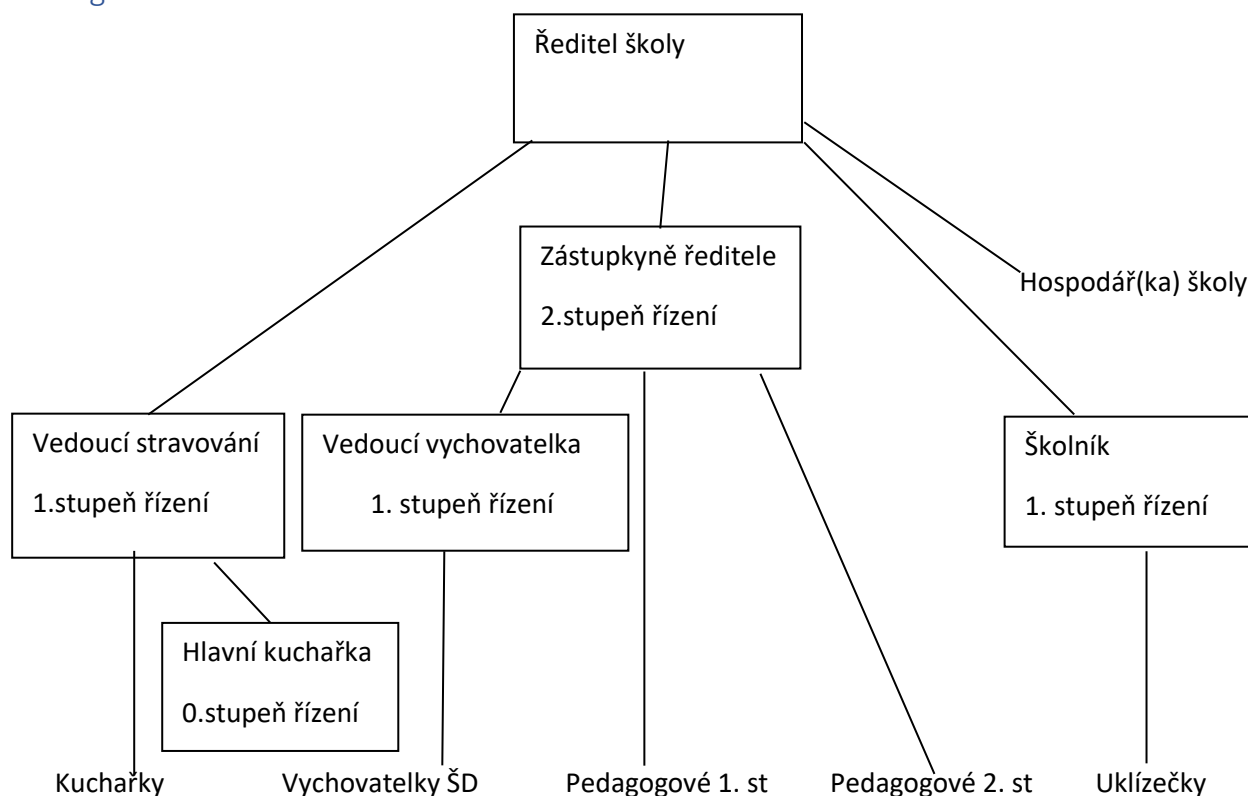 Ředitel školy
Zástupkyně ředitele
2.stupeň řízení
Hospodář(ka) školy
Vedoucí stravování
1.stupeň řízení
Vedoucí vychovatelka
1. stupeň řízení
Školník
1. stupeň řízení
Hlavní kuchařka
0.stupeň řízení
Kuchařky
Vychovatelky ŠD
Pedagogové 1. st
Pedagogové 2. st
Uklízečky